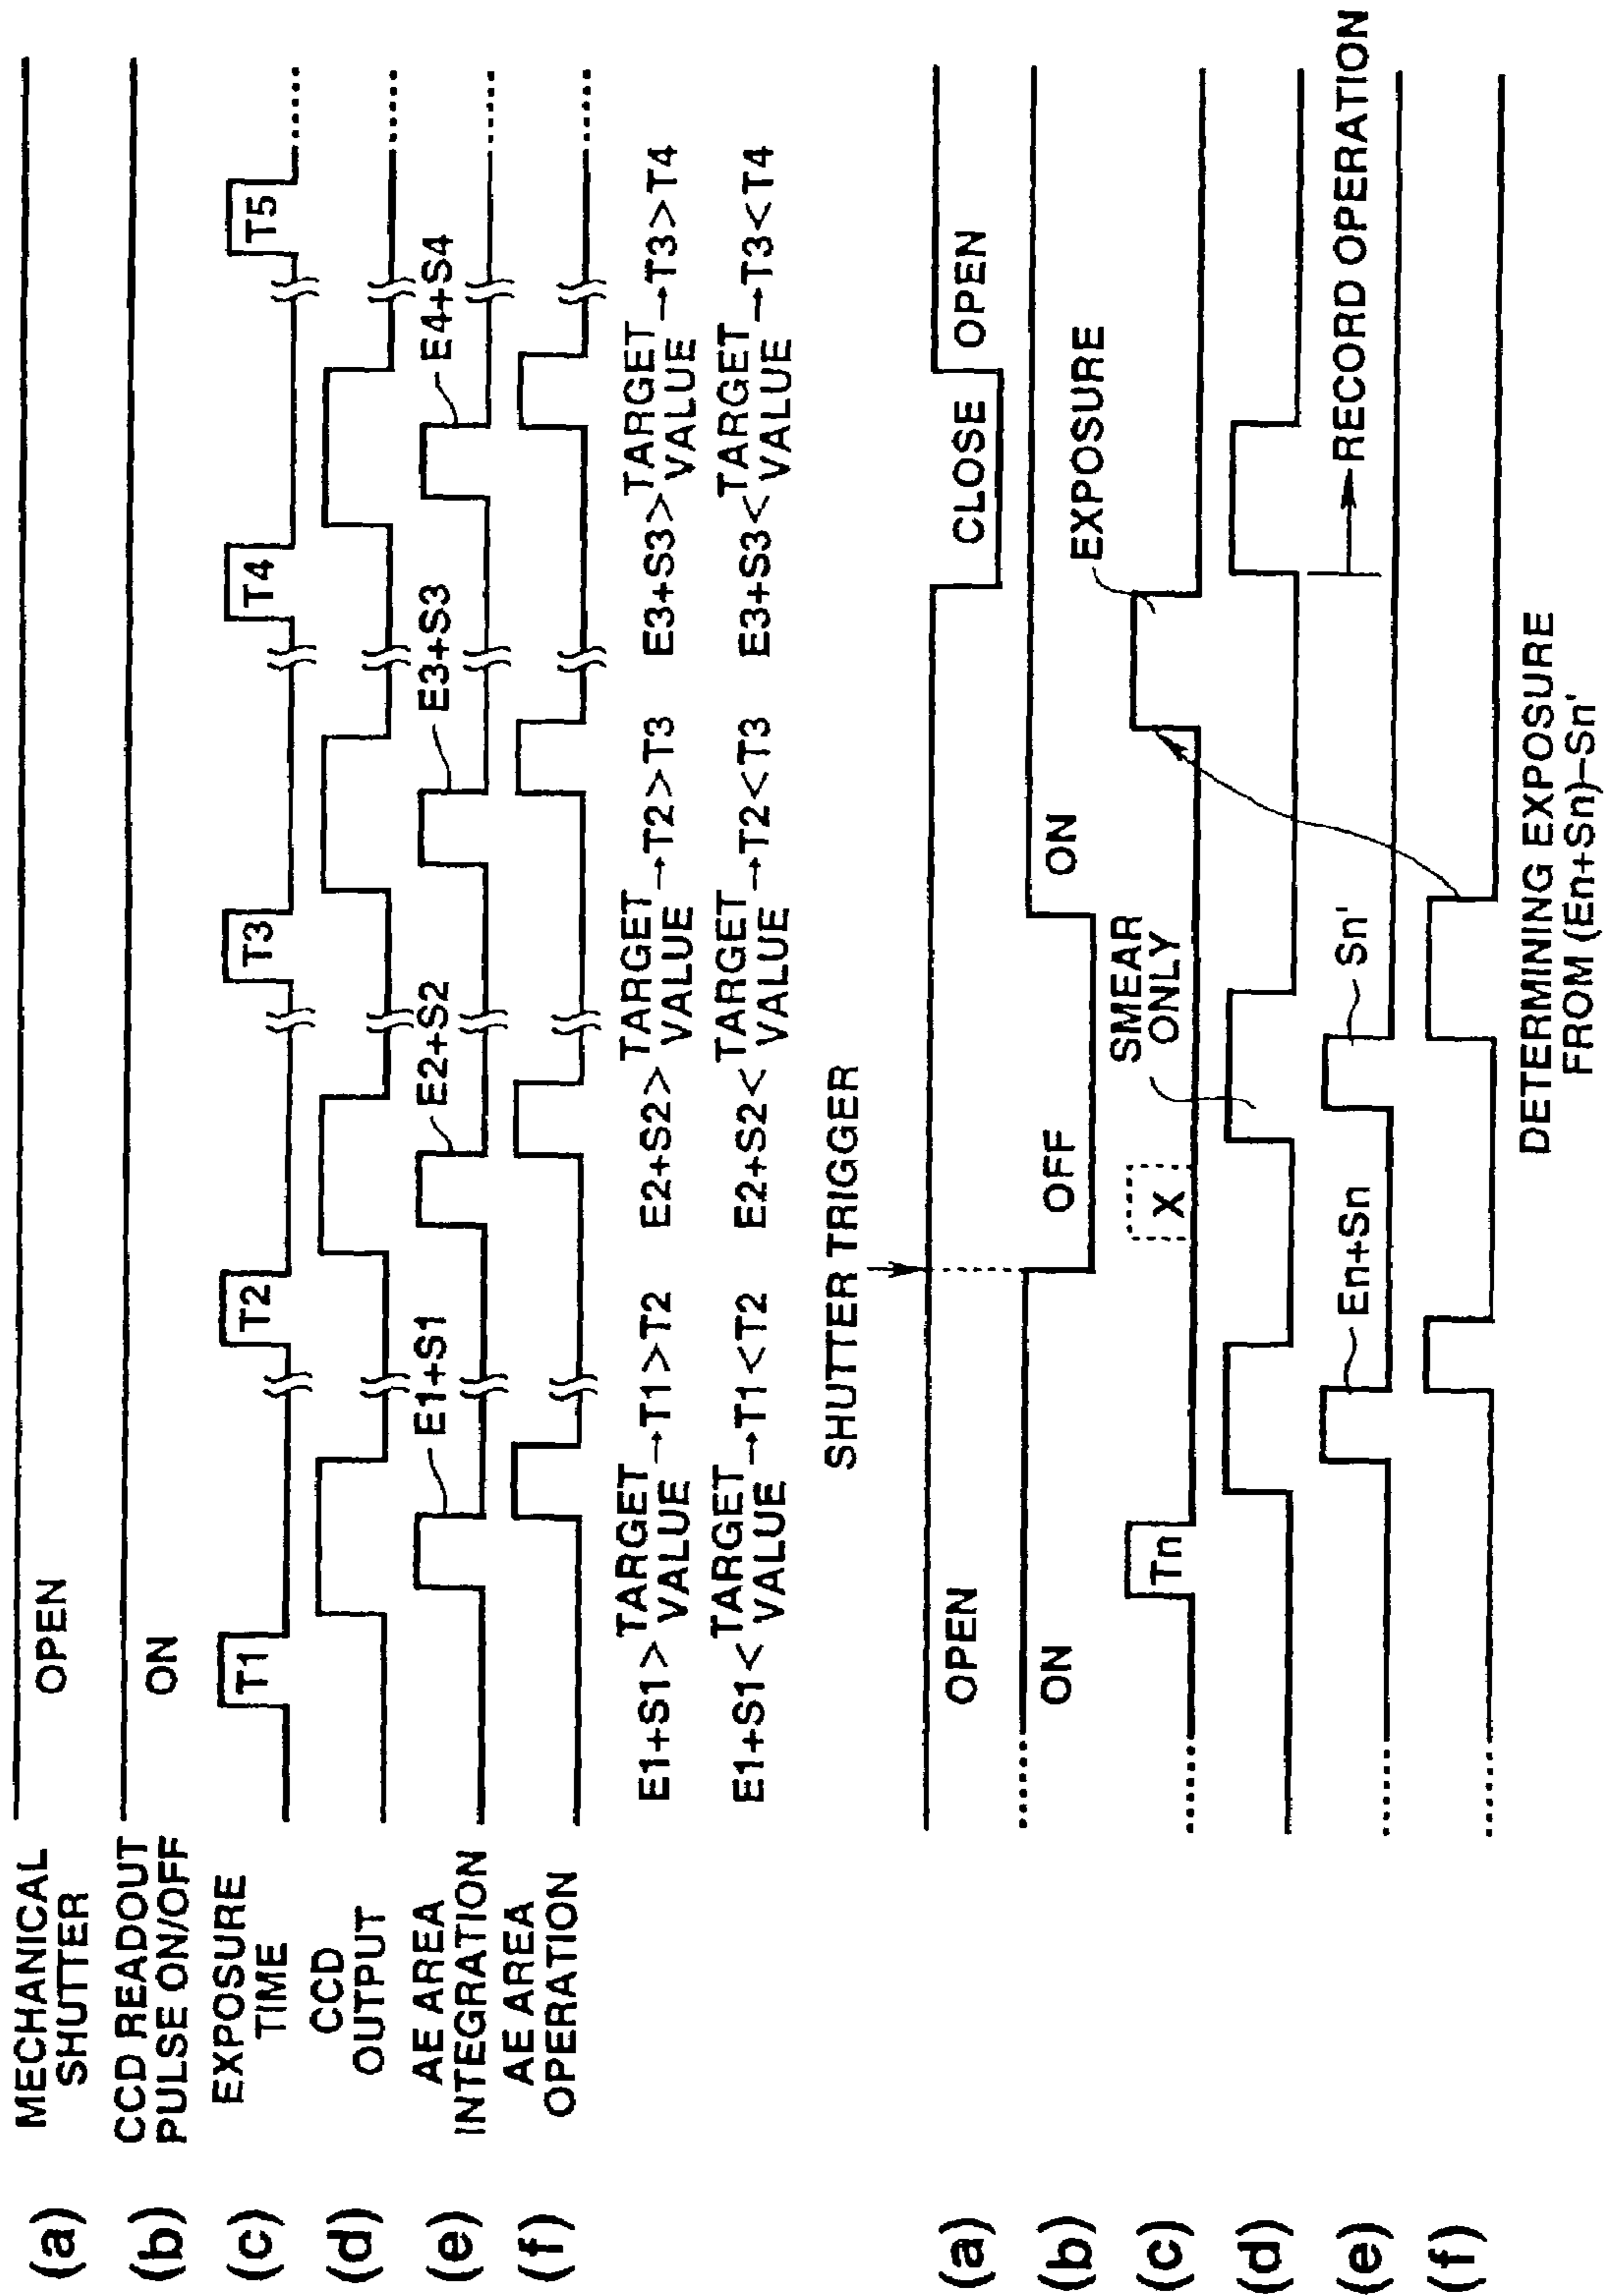 (a) MECHANICAL
SHUTTER
OPEN
(b) CCD READOUT
PULSE ON/OFF
ON
(c) EXPOSURE
TIME
T1 T2 T3 T4 T5
(d) CCD
OUTPUT
(e) AE AREA
INTEGRATION
E1+S1 E2+S2 E3+S3 E4+S4
(f) AE AREA
OPERATION
E1+S1>TARGET VALUE→T1>T2 E2+S2>TARGET VALUE→T2>T3 E3+S3>TARGET VALUE→T3>T4
E1+S1<TARGET VALUE→T1<T2 E2+S2<TARGET VALUE→T2<T3 E3+S3<TARGET VALUE→T3<T4
SHUTTER TRIGGER
(a) OPEN CLOSE OPEN
(b) ON OFF ON
(c) Tn X EXPOSURE
SMEAR
ONLY
(d)
(e) En+Sn Sn' RECORD OPERATION
(f)
DETERMINING EXPOSURE
FROM (En+Sn)-Sn'